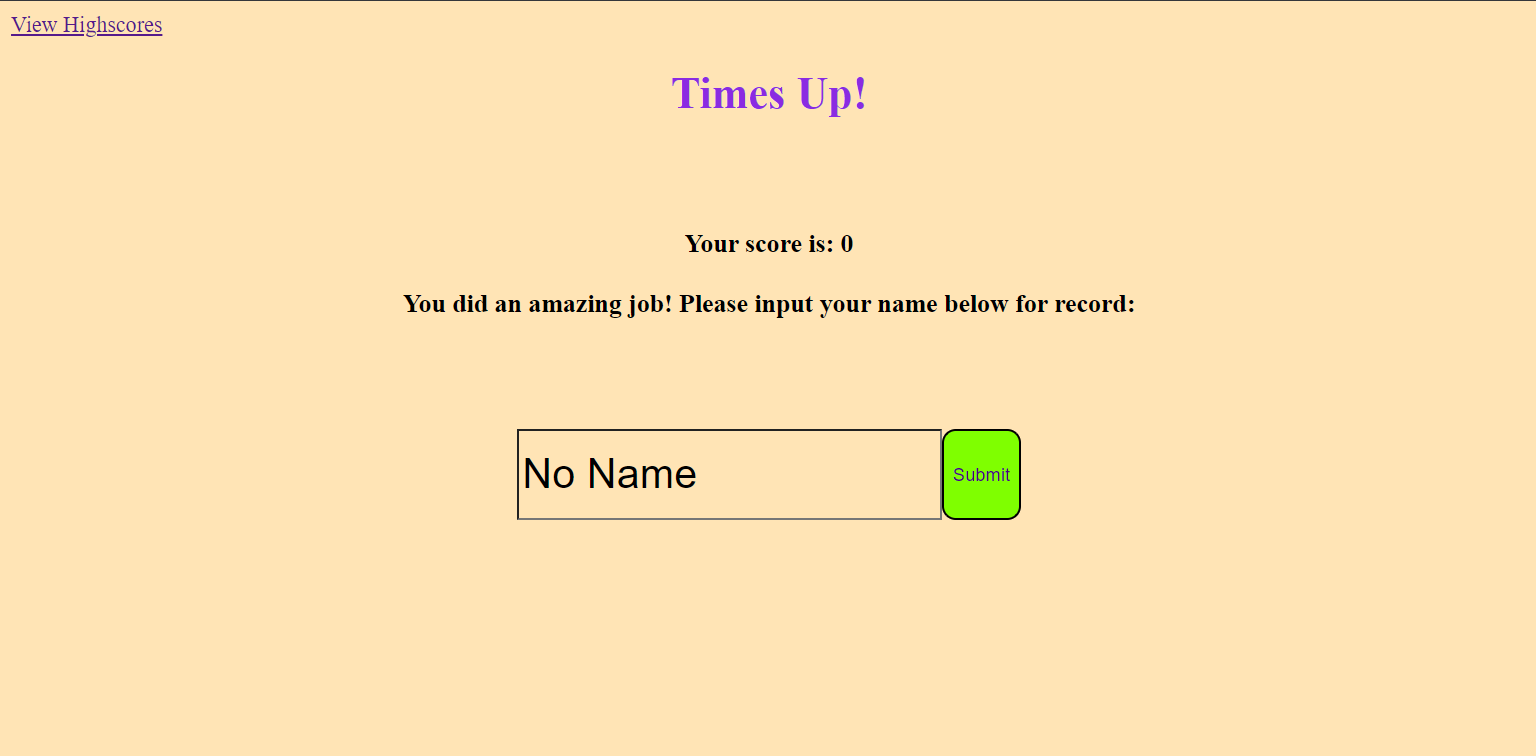 View Highscores
Times Up!
Your score is: 0
You did an amazing job! Please input your name below for record:
No Name
Submit